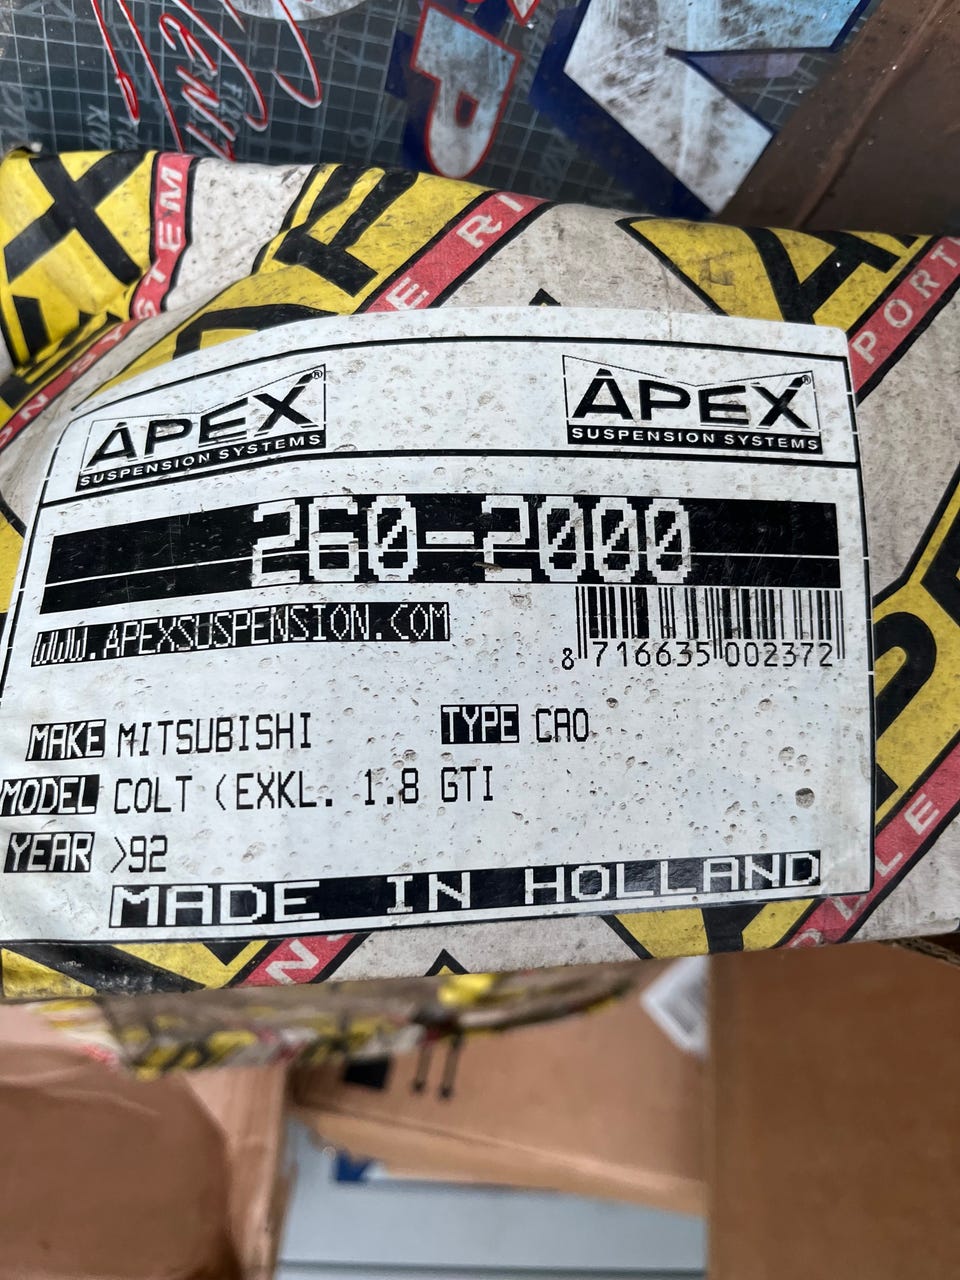 APEX® APEX®
SUSPENSION SYSTEMS SUSPENSION SYSTEMS
260-2000
www.APEXSUSPENSION.COM
8 716635 002372
MAKE MITSUBISHI TYPE CAO
MODEL COLT (EXKL. 1.8 GTI
YEAR >92
MADE IN HOLLAND